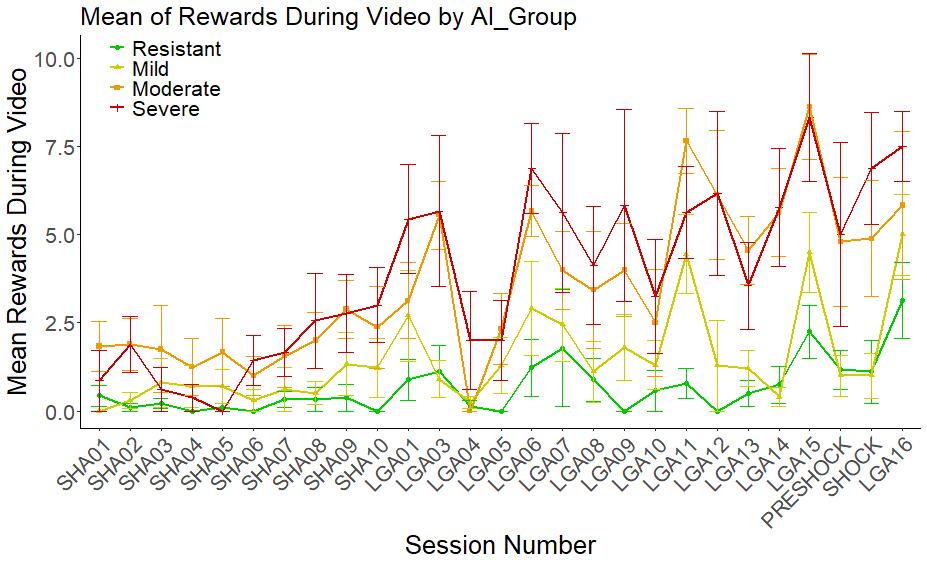 Mean of Rewards During Video by AI_Group
Resistant
Mild
Moderate
Severe
Mean Rewards During Video
10.0
7.5
5.0
2.5
0.0
SHA01
SHA02
SHA03
SHA04
SHA05
SHA06
SHA07
SHA08
SHA09
SHA10
LGA01
LGA03
LGA04
LGA05
LGA06
LGA07
LGA08
LGA09
LGA10
LGA11
LGA12
LGA13
LGA14
LGA15
PRESHOCK
SHOCK
LGA16
Session Number